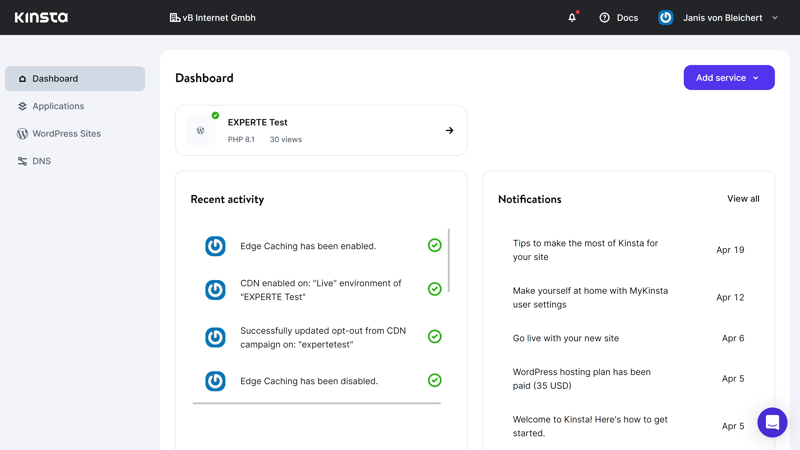 Kinsta
vB Internet Gmbh
Docs
Janis von Bleichert
Dashboard
Applications
WordPress Sites
DNS
Dashboard
Add service
EXPERTE Test
PHP 8.1 30 views
Recent activity
Edge Caching has been enabled.
CDN enabled on: "Live" environment of
"EXPERTE Test"
Successfully updated opt-out from CDN
campaign on: "expertetest"
Edge Caching has been disabled.
Notifications
View all
Tips to make the most of Kinsta for
your site
Apr 19
Make yourself at home with MyKinsta
user settings
Apr 12
Go live with your new site
Apr 6
WordPress hosting plan has been
paid (35 USD)
Apr 5
Welcome to Kinsta! Here's how to get
started.
Apr 5